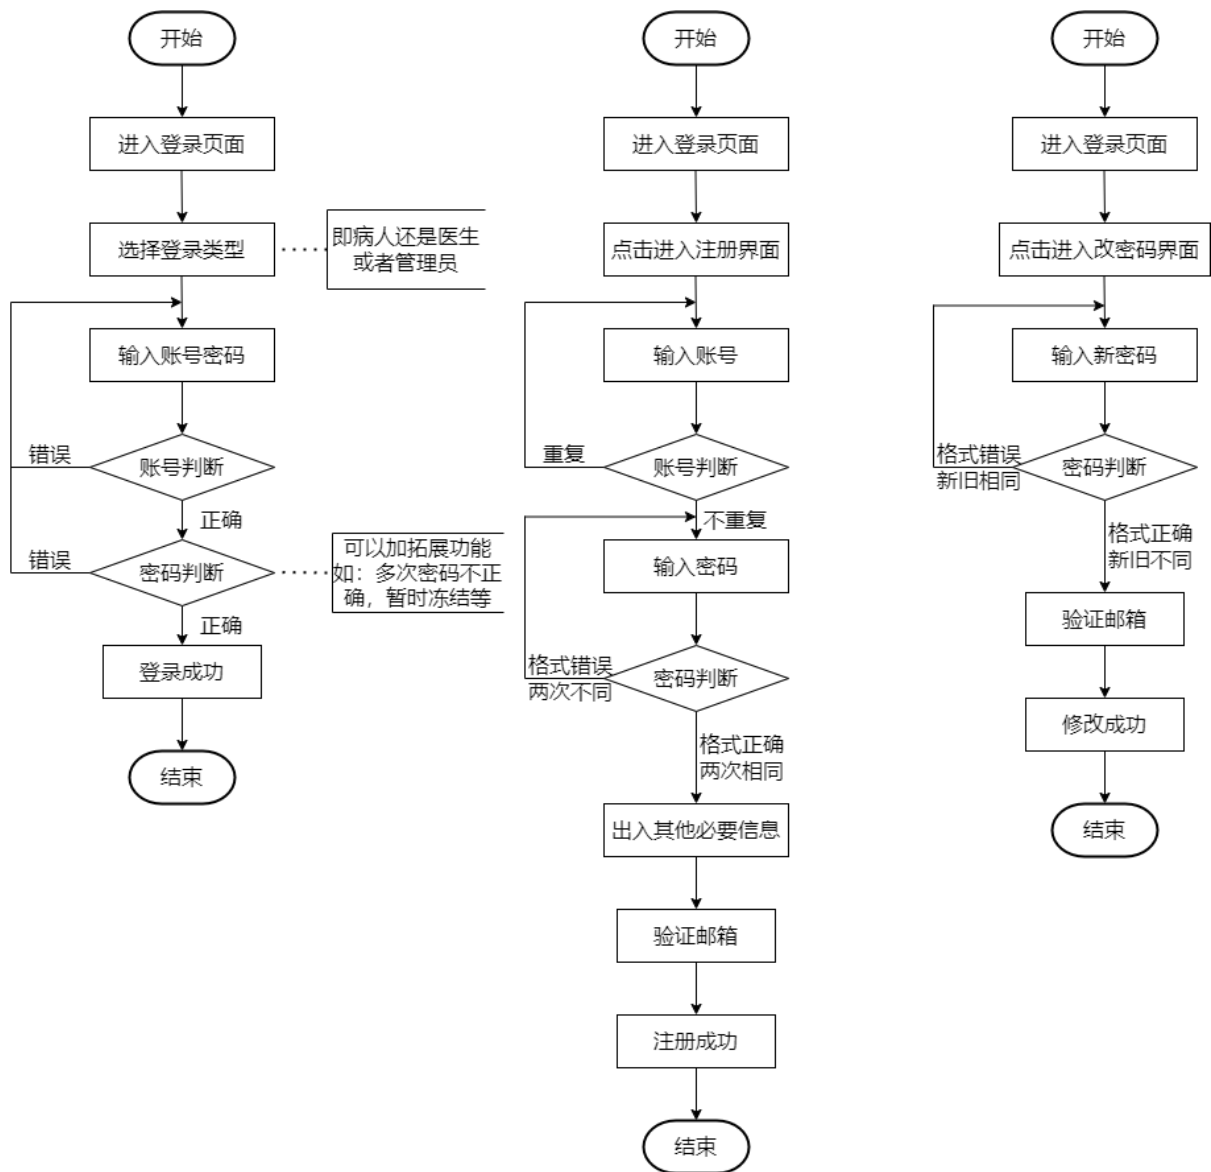 开始
进入登录页面
选择登录类型
即病人还是医生
或者管理员
输入账号密码
错误
账号判断
正确
错误
密码判断
可以加拓展功能
如：多次密码不正
确，暂时冻结等
正确
登录成功
结束
开始
进入登录页面
点击进入注册界面
输入账号
重复
账号判断
不重复
输入密码
格式错误
两次不同
密码判断
格式正确
两次相同
出入其他必要信息
验证邮箱
注册成功
结束
开始
进入登录页面
点击进入改密码界面
输入新密码
格式错误
新旧相同
密码判断
格式正确
新旧不同
验证邮箱
修改成功
结束